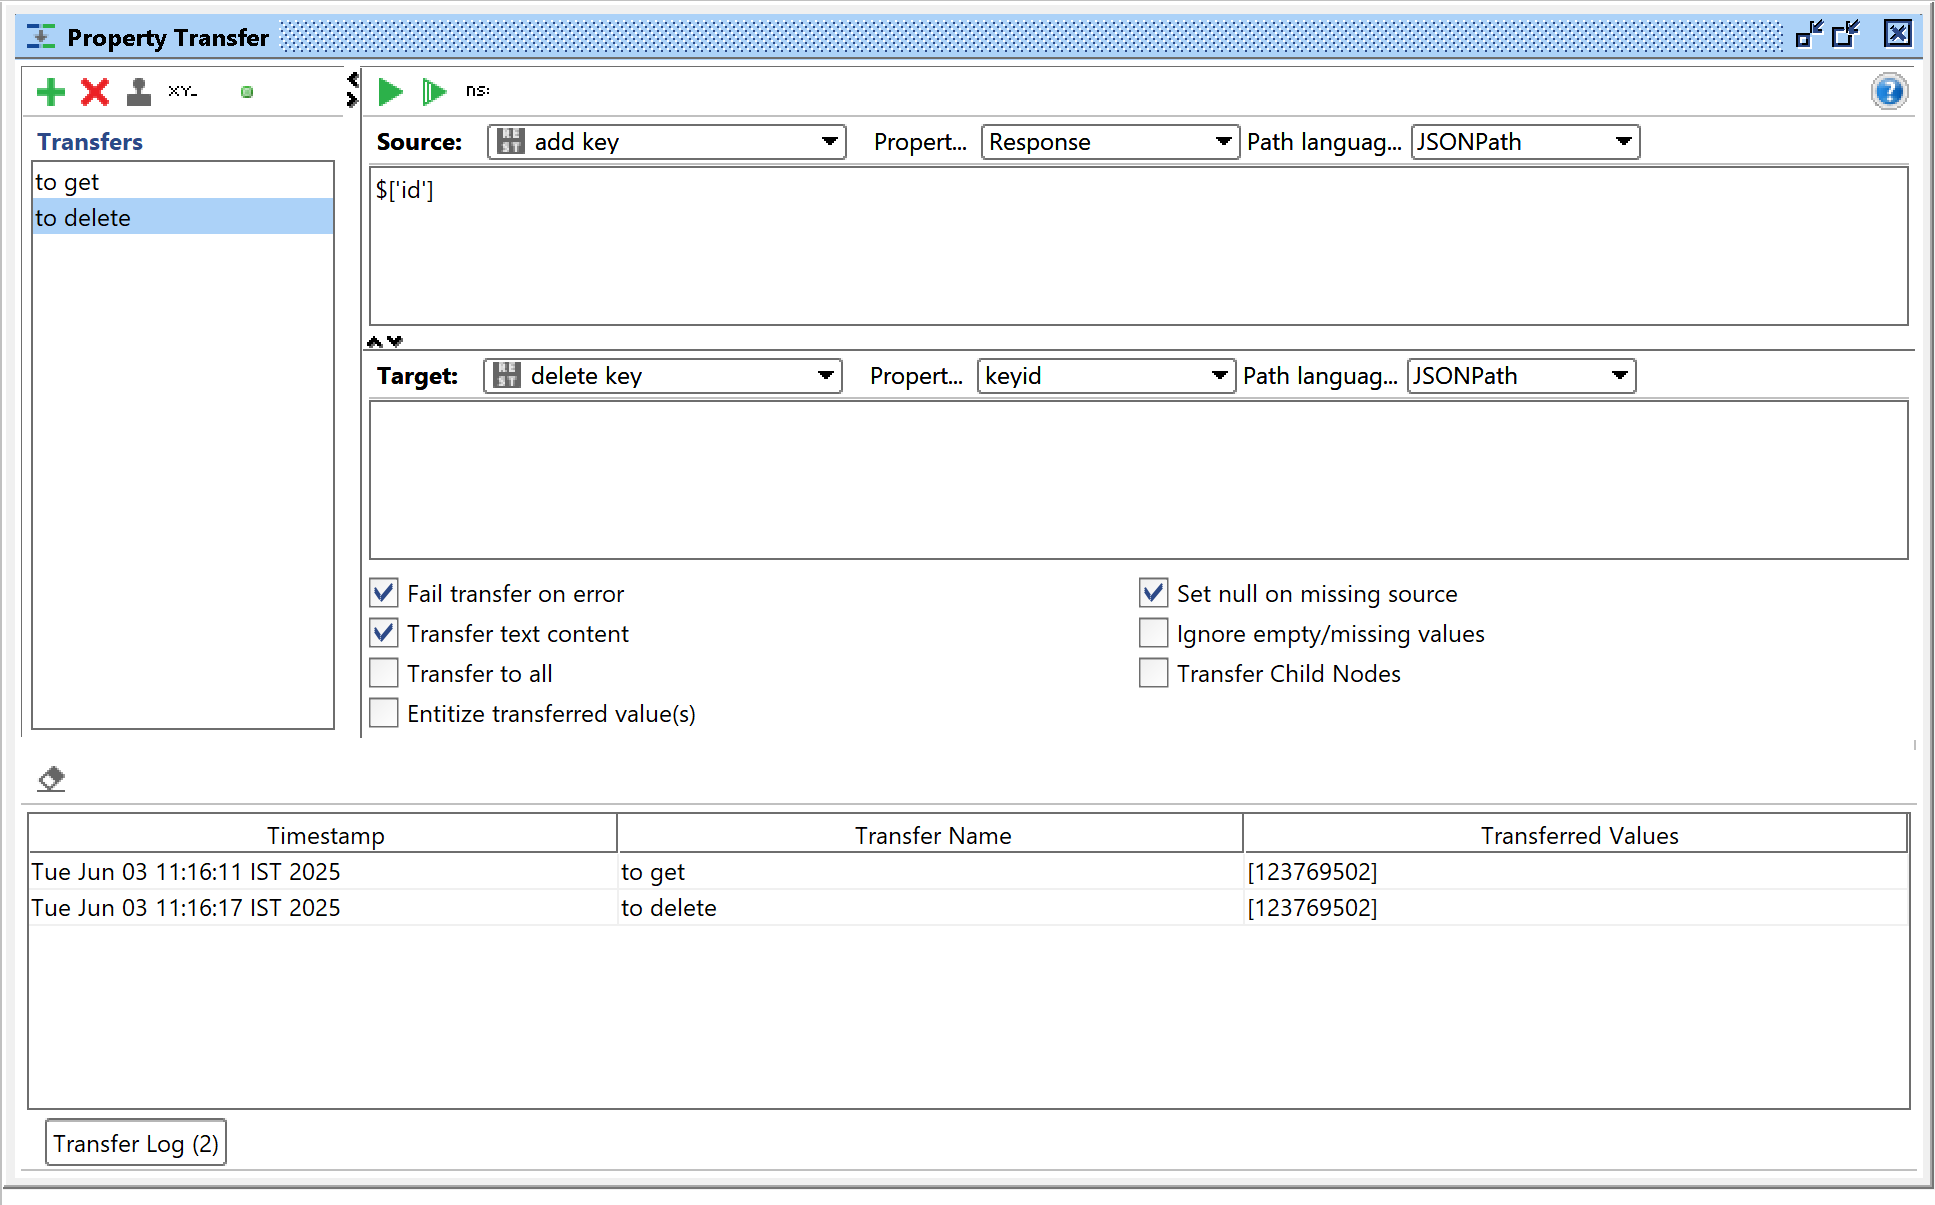 Property Transfer
XY_
ns:
Transfers
to get
to delete
Source: REST add key Propert... Response Path languag... JSONPath
$['id']
Target: REST delete key Propert... keyid Path languag... JSONPath
Fail transfer on error
Set null on missing source
Transfer text content
Ignore empty/missing values
Transfer to all
Transfer Child Nodes
Entitize transferred value(s)
Timestamp Transfer Name Transferred Values
Tue Jun 03 11:16:11 IST 2025 to get [123769502]
Tue Jun 03 11:16:17 IST 2025 to delete [123769502]
Transfer Log (2)